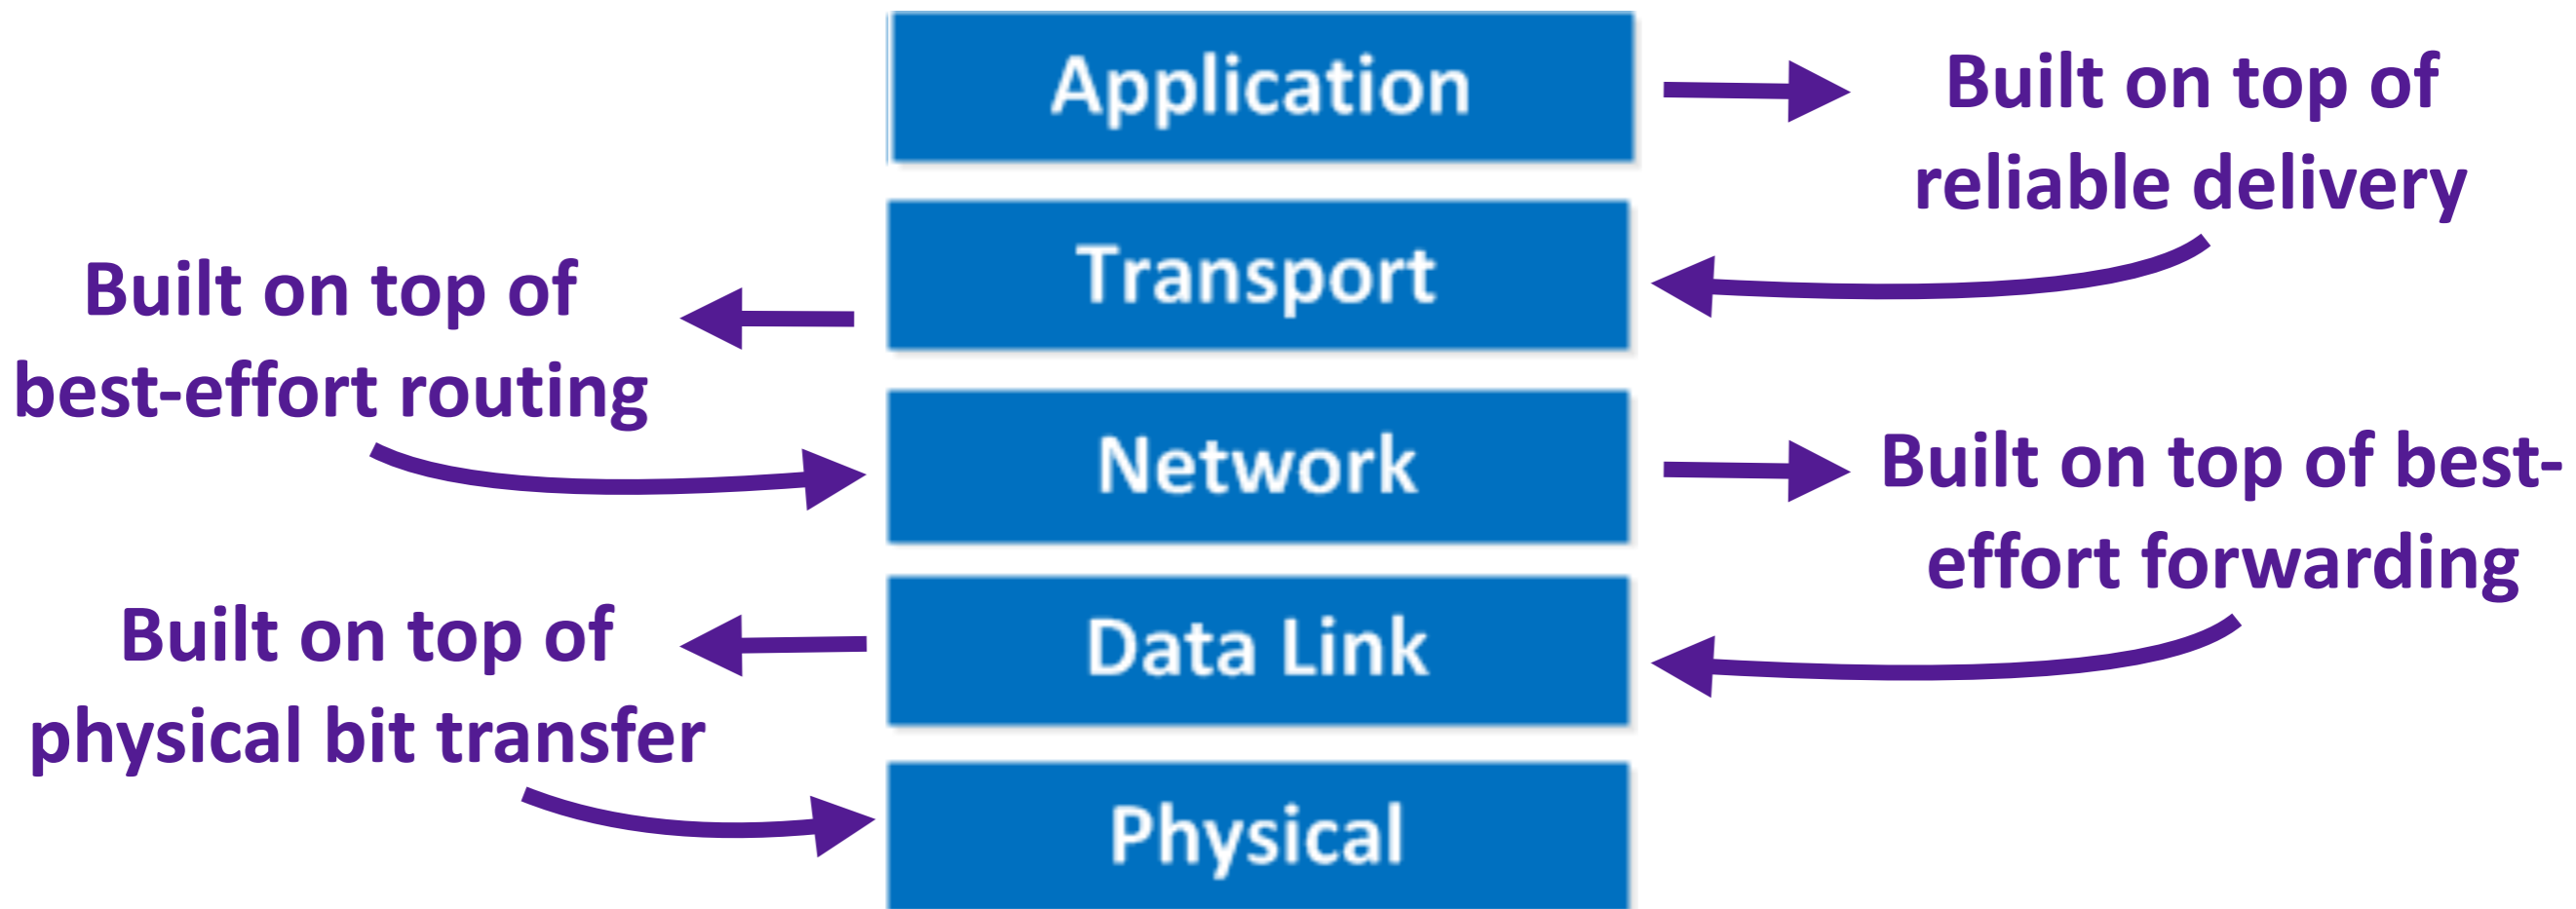 Application
Built on top of
reliable delivery
Transport
Built on top of
best-effort routing
Network
Built on top of best-
effort forwarding
Data Link
Built on top of
physical bit transfer
Physical